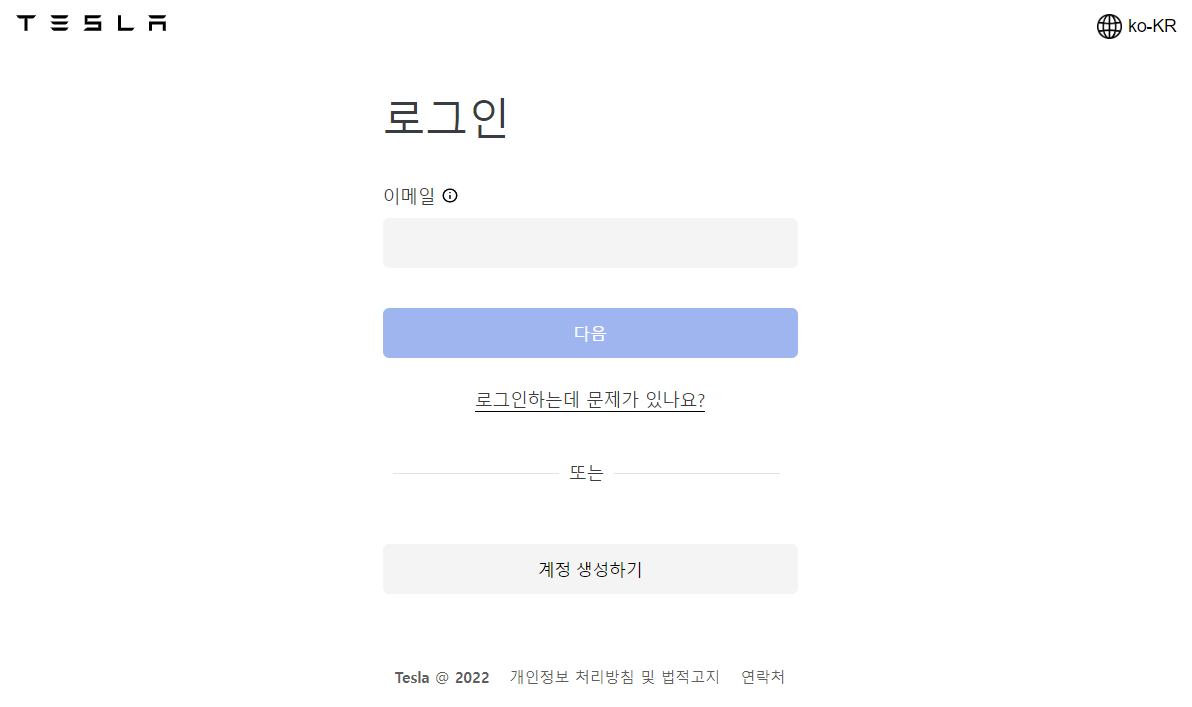 TESLA
ko-KR
로그인
이메일
다음
로그인하는데 문제가 있나요?
또는
계정 생성하기
Tesla @ 2022 개인정보 처리방침 및 법적고지 연락처